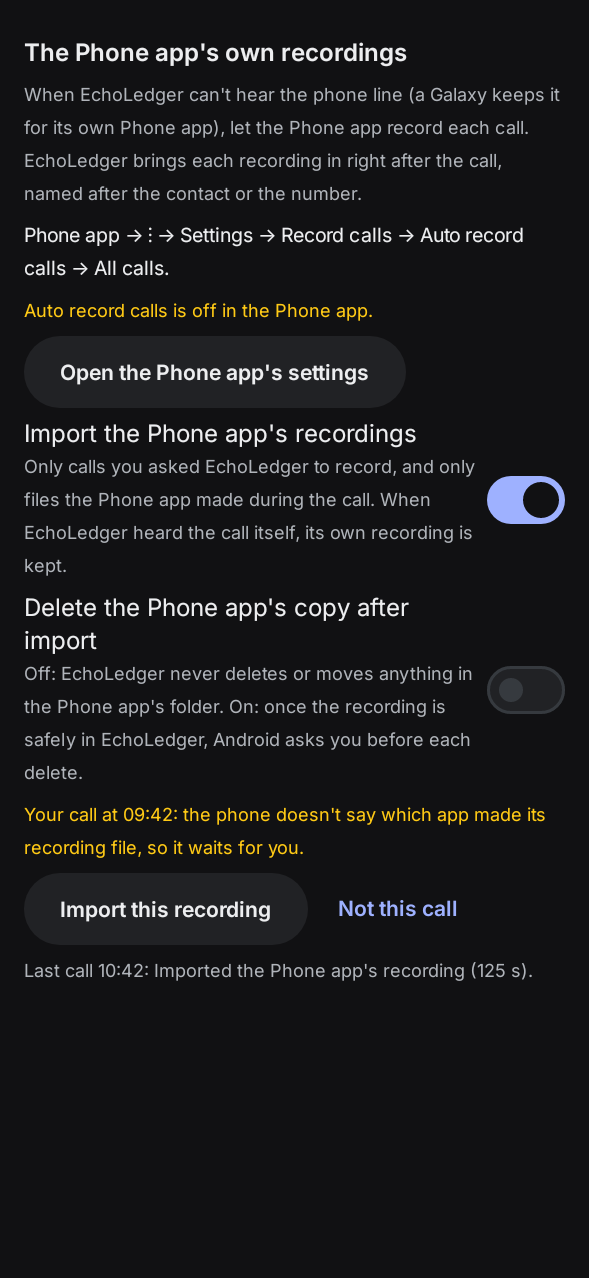 The Phone app's own recordings
When EchoLedger can't hear the phone line (a Galaxy keeps it
for its own Phone app), let the Phone app record each call.
EchoLedger brings each recording in right after the call,
named after the contact or the number.
Phone app → ⋮ → Settings → Record calls → Auto record
calls → All calls.
Auto record calls is off in the Phone app.
Open the Phone app's settings
Import the Phone app's recordings
Only calls you asked EchoLedger to record, and only
files the Phone app made during the call. When
EchoLedger heard the call itself, its own recording is
kept.
Delete the Phone app's copy after
import
Off: EchoLedger never deletes or moves anything in
the Phone app's folder. On: once the recording is
safely in EchoLedger, Android asks you before each
delete.
Your call at 09:42: the phone doesn't say which app made its
recording file, so it waits for you.
Import this recording
Not this call
Last call 10:42: Imported the Phone app's recording (125 s).